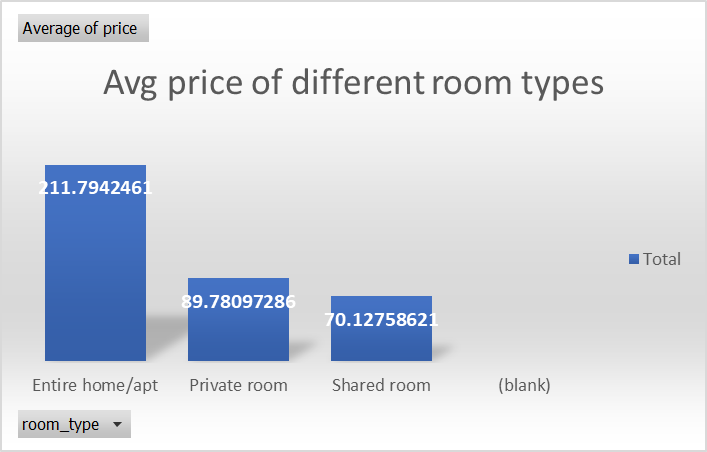 Average of price
Avg price of different room types
211.7942461
89.78097286
70.12758621
Total
Entire home/apt
Private room
Shared room
(blank)
room_type